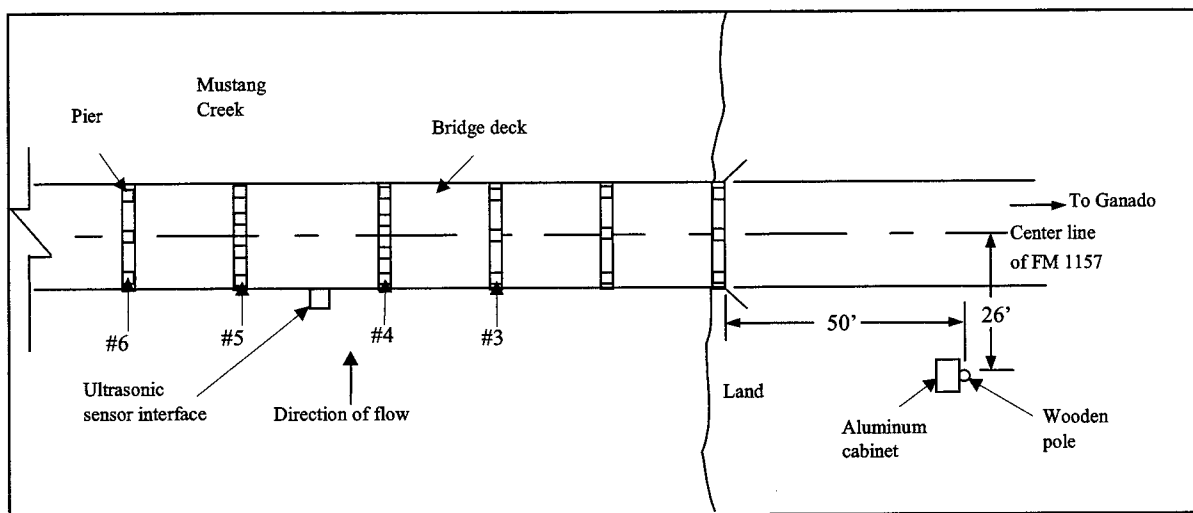 Mustang
Creek
Pier
Bridge deck
To Ganado
Center line
of FM 1157
#6
#5
#4
#3
50’
26’
Ultrasonic
sensor interface
Direction of flow
Land
Aluminum
cabinet
Wooden
pole